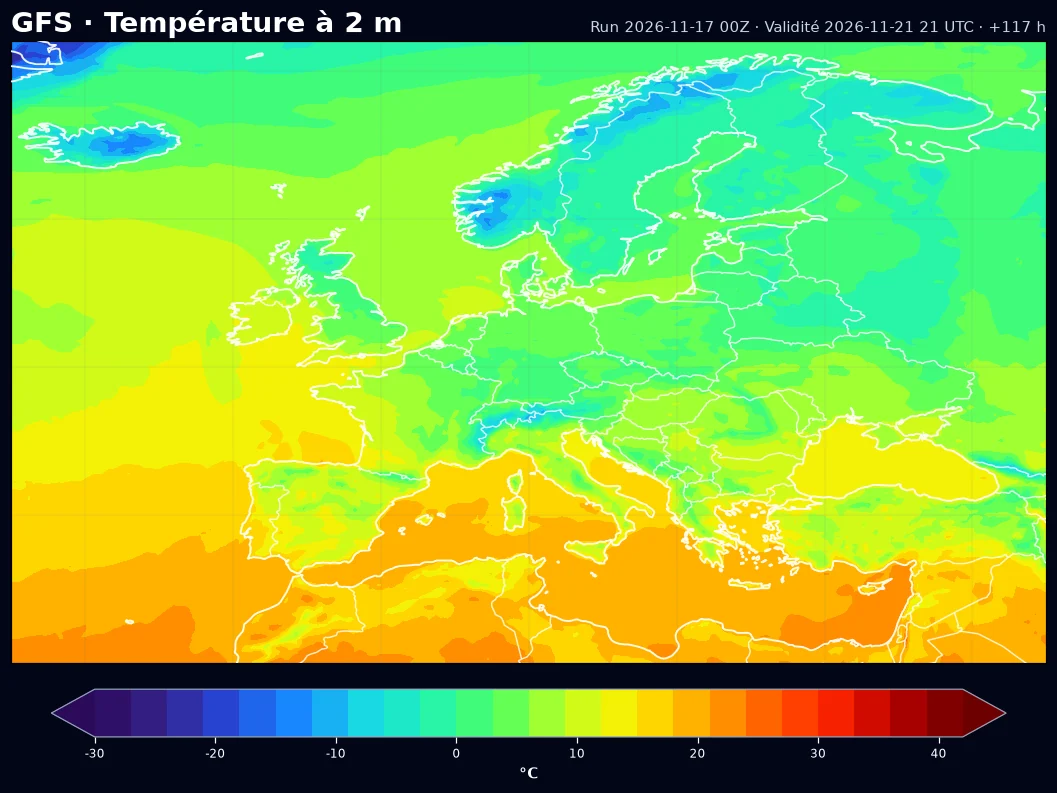 GFS · Température à 2 m
Run 2026-11-17 00Z · Validité 2026-11-21 21 UTC · +117 h
-30 -20 -10 0 10 20 30 40
°C